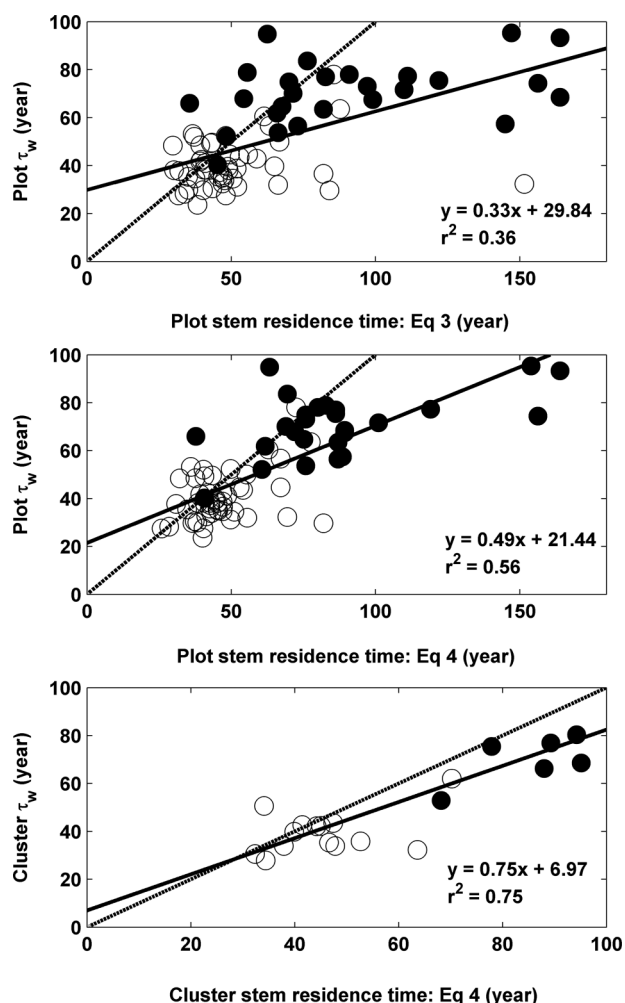 100
80
60
40
20
0
Plot τw (year)
y = 0.33x + 29.84
r2 = 0.36
0 50 100 150
Plot stem residence time: Eq 3 (year)
100
80
60
40
20
0
Plot τw (year)
y = 0.49x + 21.44
r2 = 0.56
0 50 100 150
Plot stem residence time: Eq 4 (year)
100
80
60
40
20
0
Cluster τw (year)
y = 0.75x + 6.97
r2 = 0.75
0 20 40 60 80 100
Cluster stem residence time: Eq 4 (year)